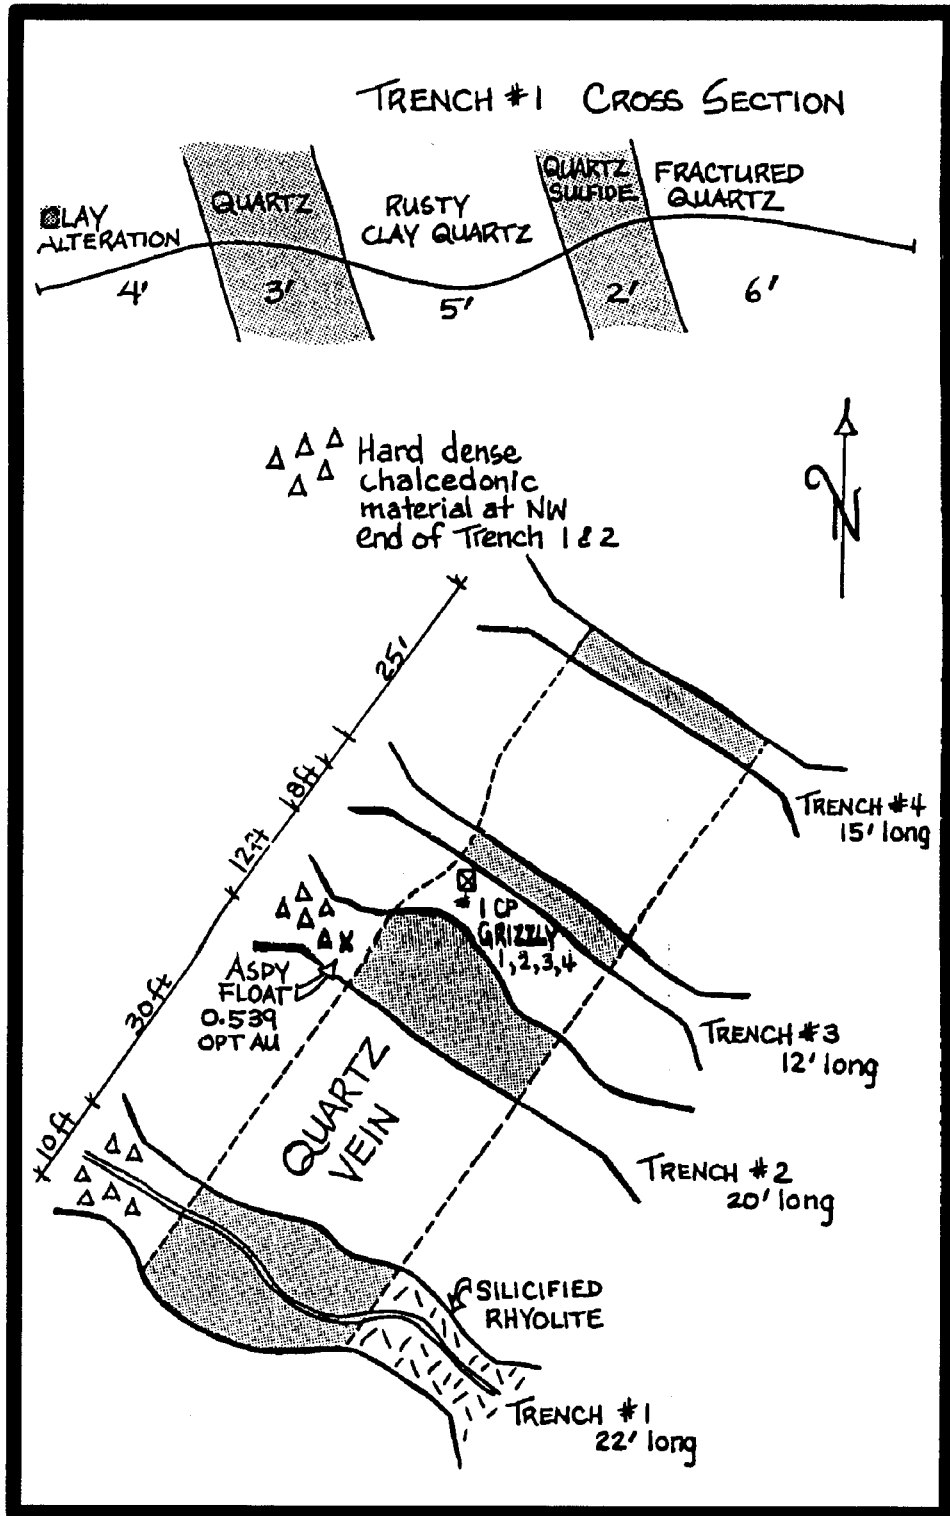 TRENCH #1 CROSS SECTION
CLAY
ALTERATION
QUARTZ
RUSTY
CLAY QUARTZ
QUARTZ
SULFIDE
FRACTURED
QUARTZ
4'
3'
5'
2'
6'
Hard dense
chalcedonic
material at NW
end of Trench 1 & 2
N
25'
18ft
12ft
30ft
10ft
TRENCH #4
15' long
#1 CP
GRIZZLY
1, 2, 3, 4
ASPY
FLOAT
0.539
OPT AU
TRENCH #3
12' long
QUARTZ
VEIN
TRENCH #2
20' long
SILICIFIED
RHYOLITE
TRENCH #1
22' long